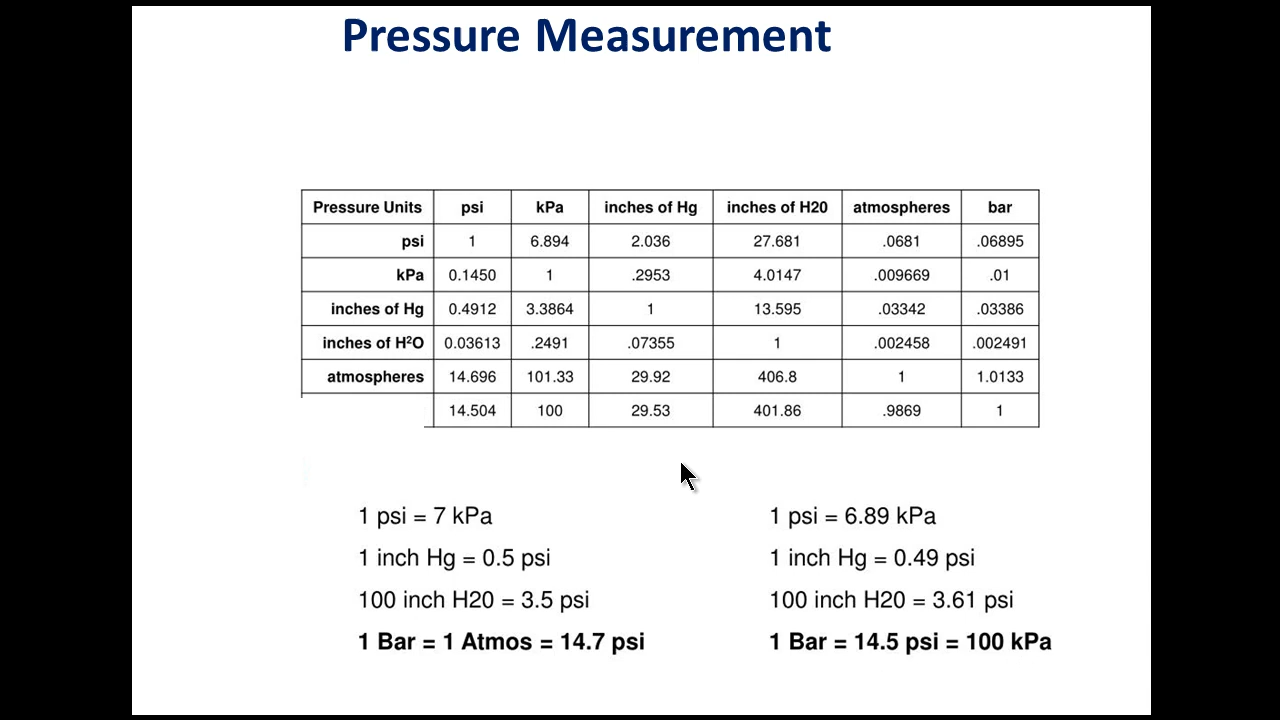 Pressure Measurement
Pressure Units psi kPa inches of Hg inches of H20 atmospheres bar
psi 1 6.894 2.036 27.681 .0681 .06895
kPa 0.1450 1 .2953 4.0147 .009669 .01
inches of Hg 0.4912 3.3864 1 13.595 .03342 .03386
inches of H²O 0.03613 .2491 .07355 1 .002458 .002491
atmospheres 14.696 101.33 29.92 406.8 1 1.0133
14.504 100 29.53 401.86 .9869 1
1 psi = 7 kPa
1 inch Hg = 0.5 psi
100 inch H20 = 3.5 psi
1 Bar = 1 Atmos = 14.7 psi
1 psi = 6.89 kPa
1 inch Hg = 0.49 psi
100 inch H20 = 3.61 psi
1 Bar = 14.5 psi = 100 kPa